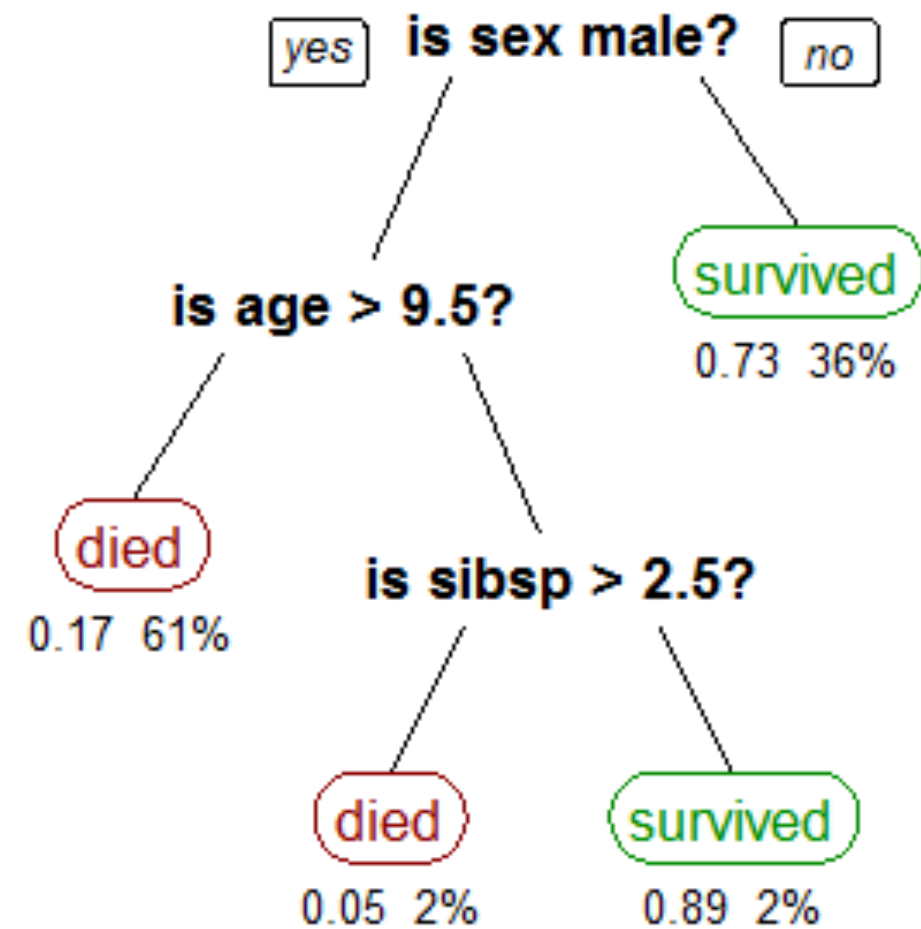 yes is sex male? no
survived
is age > 9.5?
0.73 36%
died
is sibsp > 2.5?
0.17 61%
died survived
0.05 2% 0.89 2%